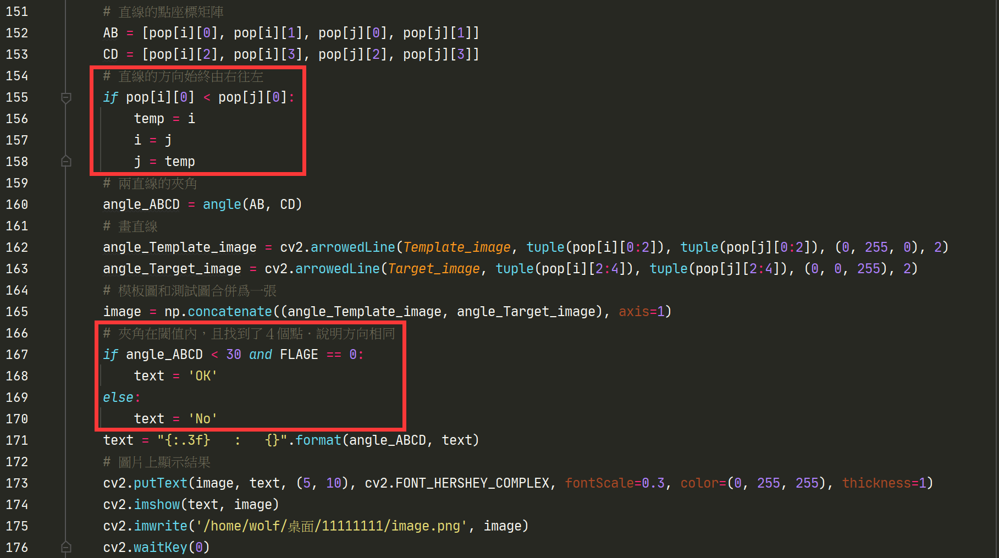 151 # 直線的點座標矩陣
152 AB = [pop[i][0], pop[i][1], pop[j][0], pop[j][1]]
153 CD = [pop[i][2], pop[i][3], pop[j][2], pop[j][3]]
154 # 直線的方向始終由右往左
155 if pop[i][0] < pop[j][0]:
156     temp = i
157     i = j
158     j = temp
159 # 兩直線的夾角
160 angle_ABCD = angle(AB, CD)
161 # 畫直線
162 angle_Template_image = cv2.arrowedLine(Template_image, tuple(pop[i][0:2]), tuple(pop[j][0:2]), (0, 255, 0), 2)
163 angle_Target_image = cv2.arrowedLine(Target_image, tuple(pop[i][2:4]), tuple(pop[j][2:4]), (0, 0, 255), 2)
164 # 模板圖和測試圖合併爲一張
165 image = np.concatenate((angle_Template_image, angle_Target_image), axis=1)
166 # 夾角在閾值內，且找到了４個點．說明方向相同
167 if angle_ABCD < 30 and FLAGE == 0:
168     text = 'OK'
169 else:
170     text = 'No'
171 text = "{:.3f}   :   {}".format(angle_ABCD, text)
172 # 圖片上顯示結果
173 cv2.putText(image, text, (5, 10), cv2.FONT_HERSHEY_COMPLEX, fontScale=0.3, color=(0, 255, 255), thickness=1)
174 cv2.imshow(text, image)
175 cv2.imwrite('/home/wolf/桌面/11111111/image.png', image)
176 cv2.waitKey(0)